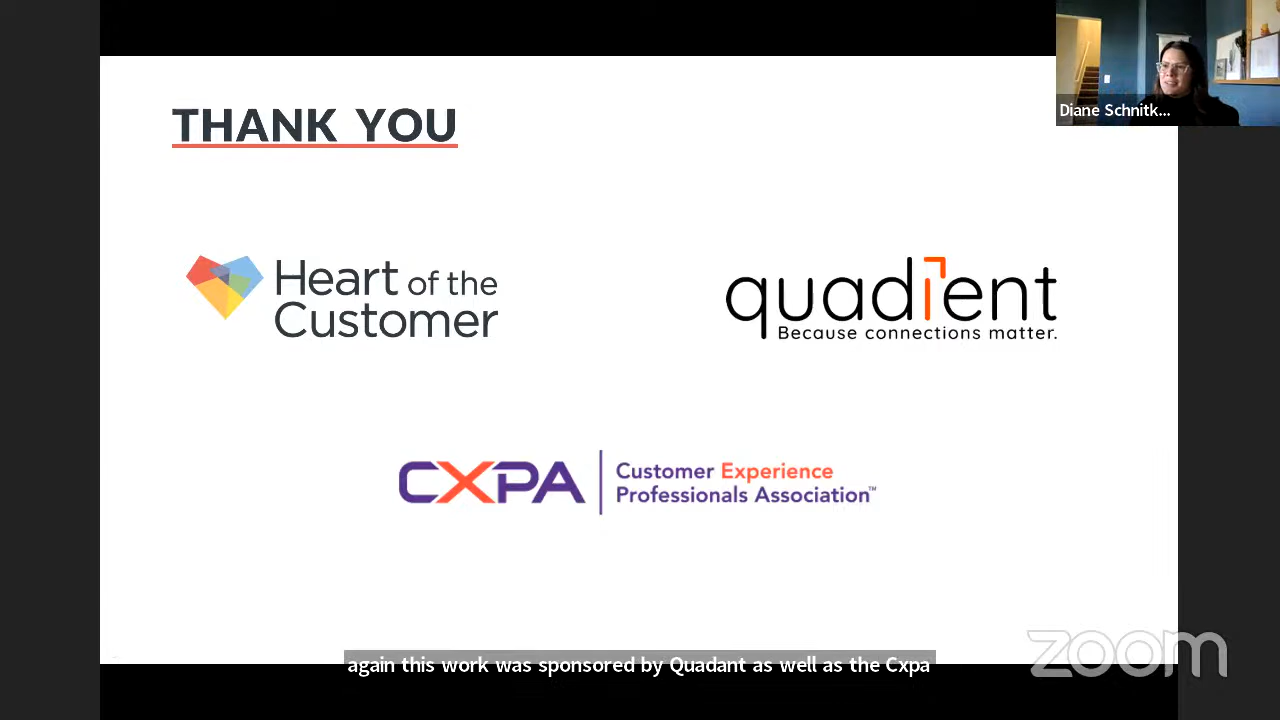 Diane Schnitk...
THANK YOU
Heart of the
Customer
quadient
Because connections matter.
CXPA
Customer Experience
Professionals Association™
again this work was sponsored by Quadant as well as the Cxpa
zoom